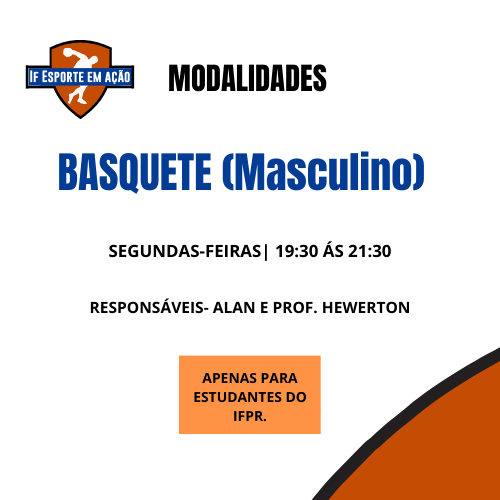 IF ESPORTE EM AÇÃO
MODALIDADES
BASQUETE (Masculino)
SEGUNDAS-FEIRAS| 19:30 ÁS 21:30
RESPONSÁVEIS- ALAN E PROF. HEWERTON
APENAS PARA
ESTUDANTES DO
IFPR.